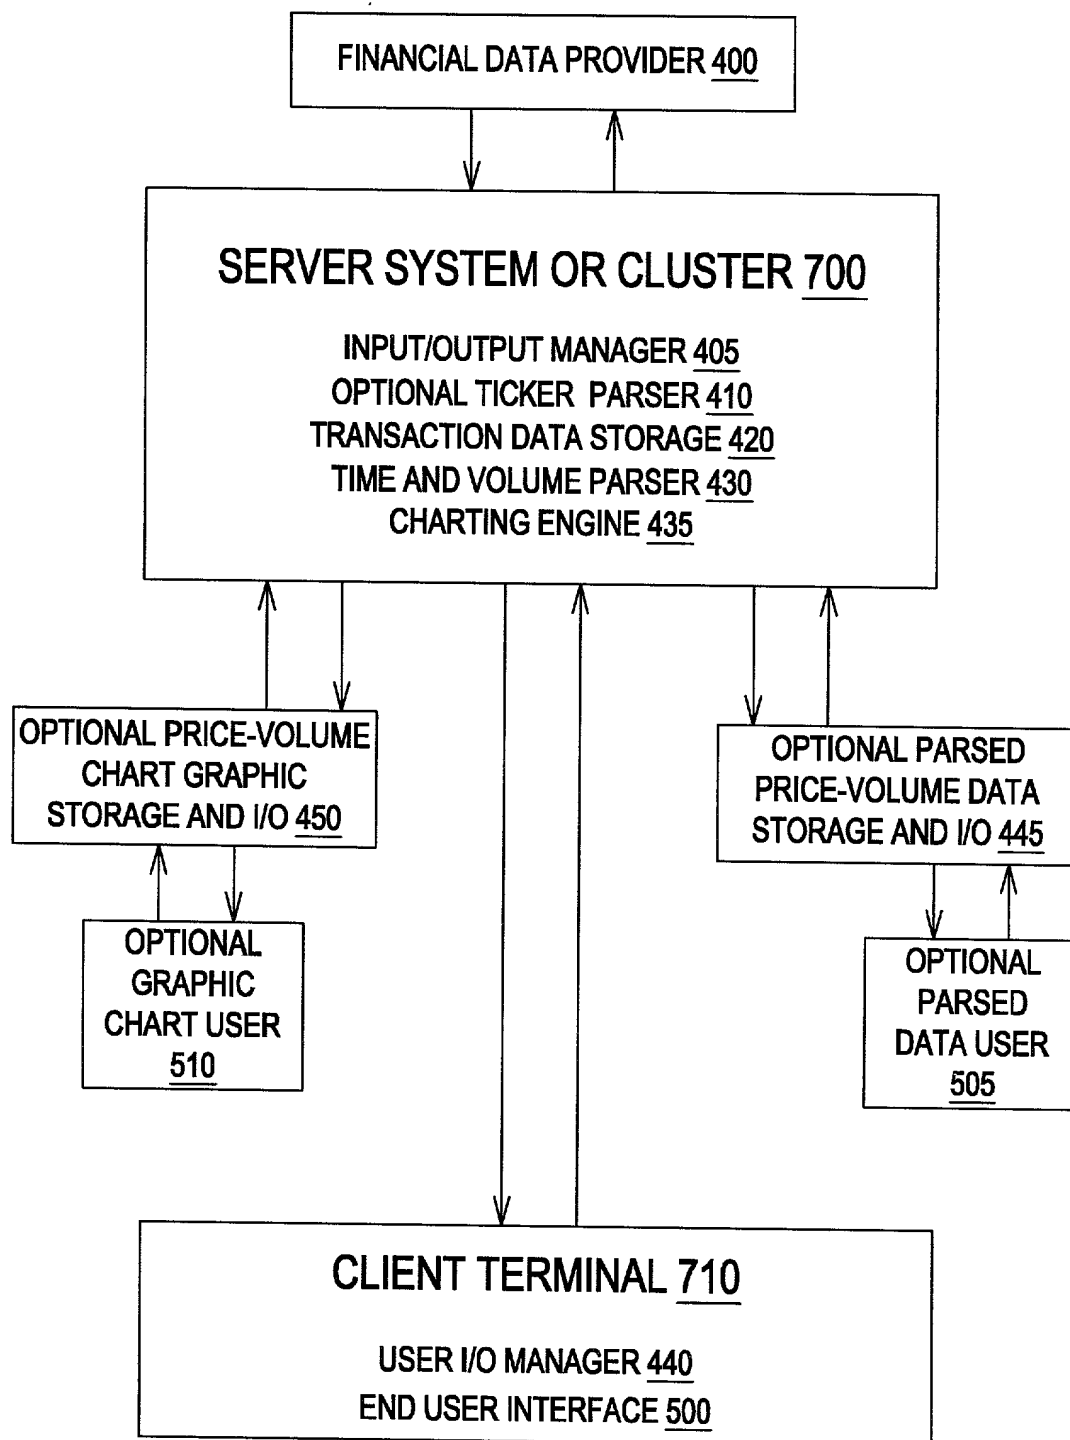 FINANCIAL DATA PROVIDER 400
SERVER SYSTEM OR CLUSTER 700
INPUT/OUTPUT MANAGER 405
OPTIONAL TICKER PARSER 410
TRANSACTION DATA STORAGE 420
TIME AND VOLUME PARSER 430
CHARTING ENGINE 435
OPTIONAL PRICE-VOLUME
CHART GRAPHIC
STORAGE AND I/O 450
OPTIONAL PARSED
PRICE-VOLUME DATA
STORAGE AND I/O 445
OPTIONAL
GRAPHIC
CHART USER
510
OPTIONAL
PARSED
DATA USER
505
CLIENT TERMINAL 710
USER I/O MANAGER 440
END USER INTERFACE 500